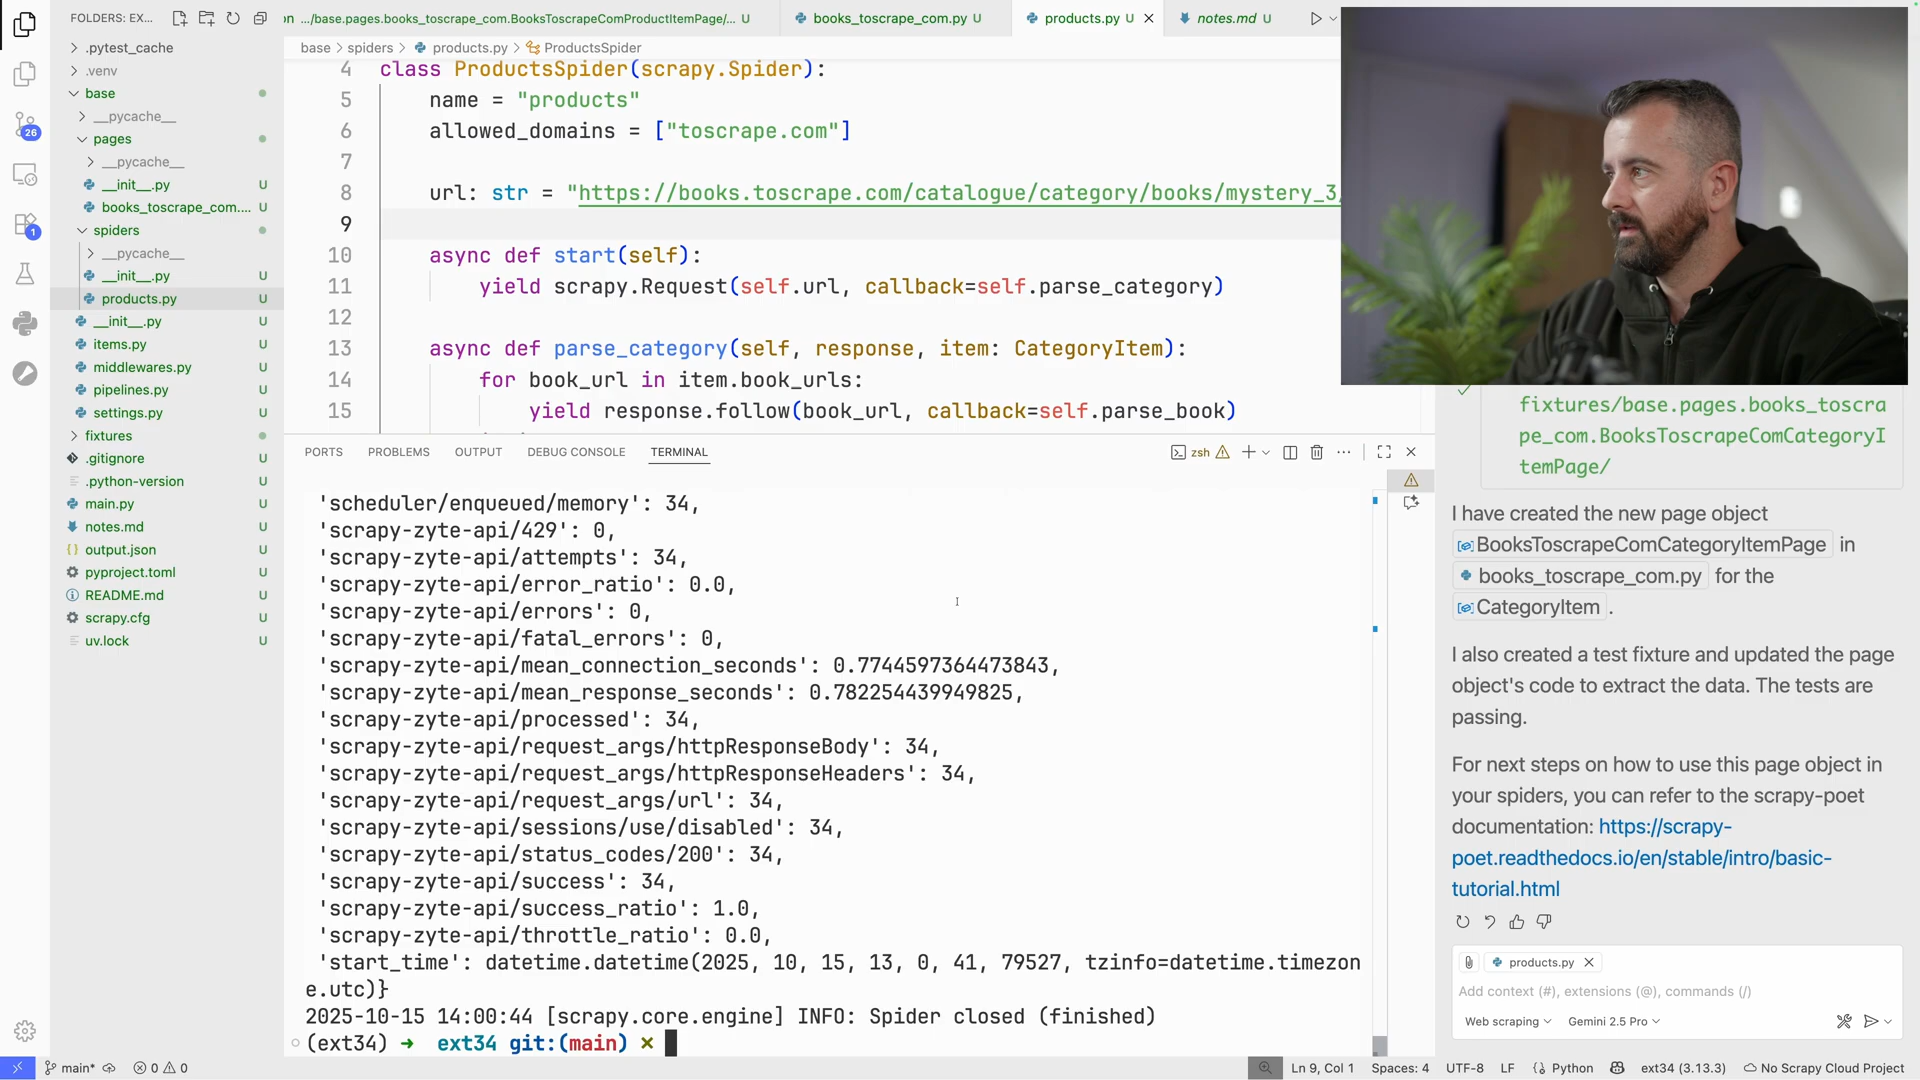 FOLDERS: EX...
on .../base.pages.books_toscrape_com.BooksToscrapeComProductItemPage/... U
books_toscrape_com.py U
products.py U
notes.md U
.pytest_cache
.venv
base
__pycache__
pages
__pycache__
__init__.py U
books_toscrape_com.... U
spiders
__pycache__
__init__.py U
products.py U
__init__.py U
items.py U
middlewares.py U
pipelines.py U
settings.py U
fixtures
.gitignore U
.python-version U
main.py U
notes.md U
output.json U
pyproject.toml U
README.md U
scrapy.cfg U
uv.lock U
26
1
base > spiders > products.py > ProductsSpider
4 class ProductsSpider(scrapy.Spider):
5 name = "products"
6 allowed_domains = ["toscrape.com"]
7
8 url: str = "https://books.toscrape.com/catalogue/category/books/mystery_3/
9
10 async def start(self):
11 yield scrapy.Request(self.url, callback=self.parse_category)
12
13 async def parse_category(self, response, item: CategoryItem):
14 for book_url in item.book_urls:
15 yield response.follow(book_url, callback=self.parse_book)
PORTS PROBLEMS OUTPUT DEBUG CONSOLE TERMINAL
zsh
'scheduler/enqueued/memory': 34,
'scrapy-zyte-api/429': 0,
'scrapy-zyte-api/attempts': 34,
'scrapy-zyte-api/error_ratio': 0.0,
'scrapy-zyte-api/errors': 0,
'scrapy-zyte-api/fatal_errors': 0,
'scrapy-zyte-api/mean_connection_seconds': 0.7744597364473843,
'scrapy-zyte-api/mean_response_seconds': 0.782254439949825,
'scrapy-zyte-api/processed': 34,
'scrapy-zyte-api/request_args/httpResponseBody': 34,
'scrapy-zyte-api/request_args/httpResponseHeaders': 34,
'scrapy-zyte-api/request_args/url': 34,
'scrapy-zyte-api/sessions/use/disabled': 34,
'scrapy-zyte-api/status_codes/200': 34,
'scrapy-zyte-api/success': 34,
'scrapy-zyte-api/success_ratio': 1.0,
'scrapy-zyte-api/throttle_ratio': 0.0,
'start_time': datetime.datetime(2025, 10, 15, 13, 0, 41, 79527, tzinfo=datetime.timezon
e.utc)}
2025-10-15 14:00:44 [scrapy.core.engine] INFO: Spider closed (finished)
(ext34) ➜ ext34 git:(main) ✗
fixtures/base.pages.books_toscra
pe_com.BooksToscrapeComCategoryI
temPage/
I have created the new page object
BooksToscrapeComCategoryItemPage in
books_toscrape_com.py for the
CategoryItem .
I also created a test fixture and updated the page
object's code to extract the data. The tests are
passing.
For next steps on how to use this page object in
your spiders, you can refer to the scrapy-poet
documentation: https://scrapy-
poet.readthedocs.io/en/stable/intro/basic-
tutorial.html
products.py
Add context (#), extensions (@), commands (/)
Web scraping Gemini 2.5 Pro
main* 0 0
Ln 9, Col 1 Spaces: 4 UTF-8 LF Python ext34 (3.13.3) No Scrapy Cloud Project